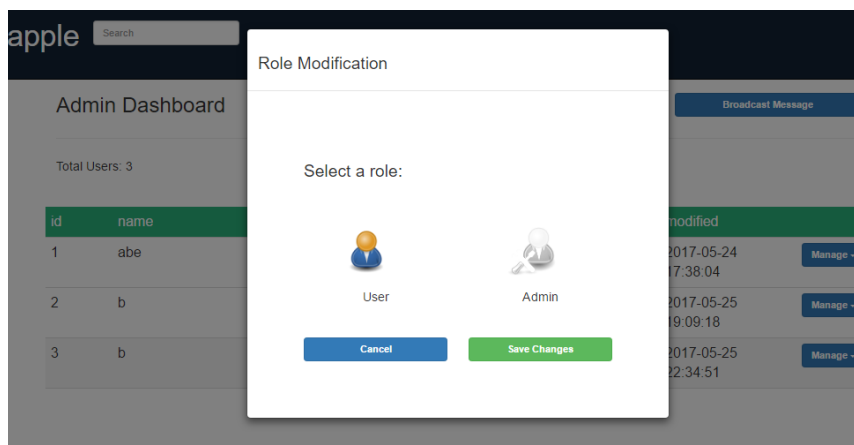 apple
Search
Role Modification
Admin Dashboard
Broadcast Message
Total Users: 3
Select a role:
id name modified
1 abe 2017-05-24
17:38:04 Manage
User Admin
2 b 2017-05-25
19:09:18 Manage
Cancel Save Changes
3 b 2017-05-25
22:34:51 Manage